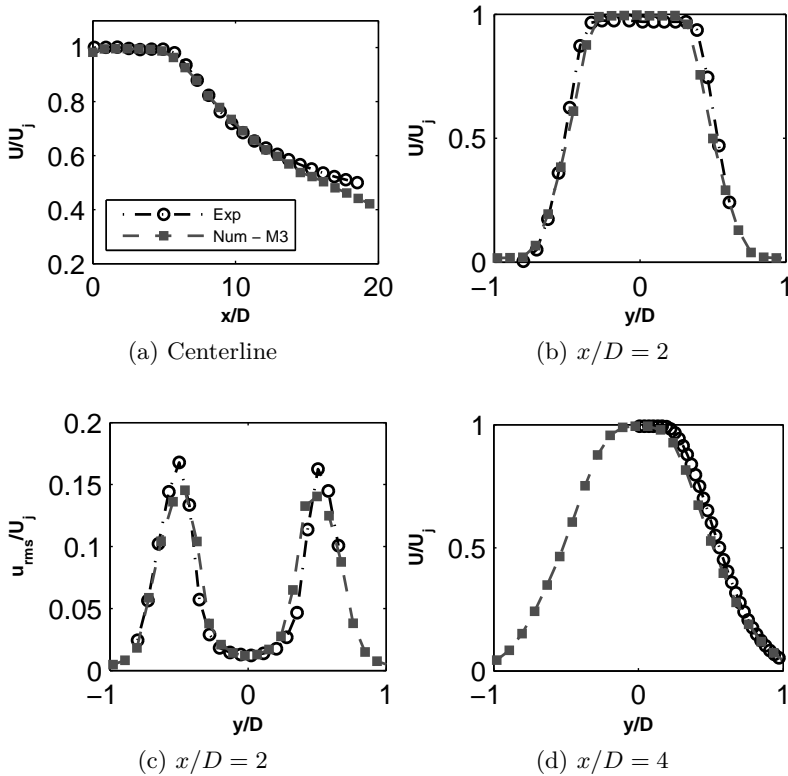 1
0.8
0.6
0.4
0.2
U/U_j
Exp
Num – M3
0
10
20
x/D
(a) Centerline
1
0.5
0
U/U_j
−1
0
1
y/D
(b) x/D = 2
0.2
0.15
0.1
0.05
0
u_rms/U_j
−1
0
1
y/D
(c) x/D = 2
1
0.5
0
U/U_j
−1
0
1
y/D
(d) x/D = 4